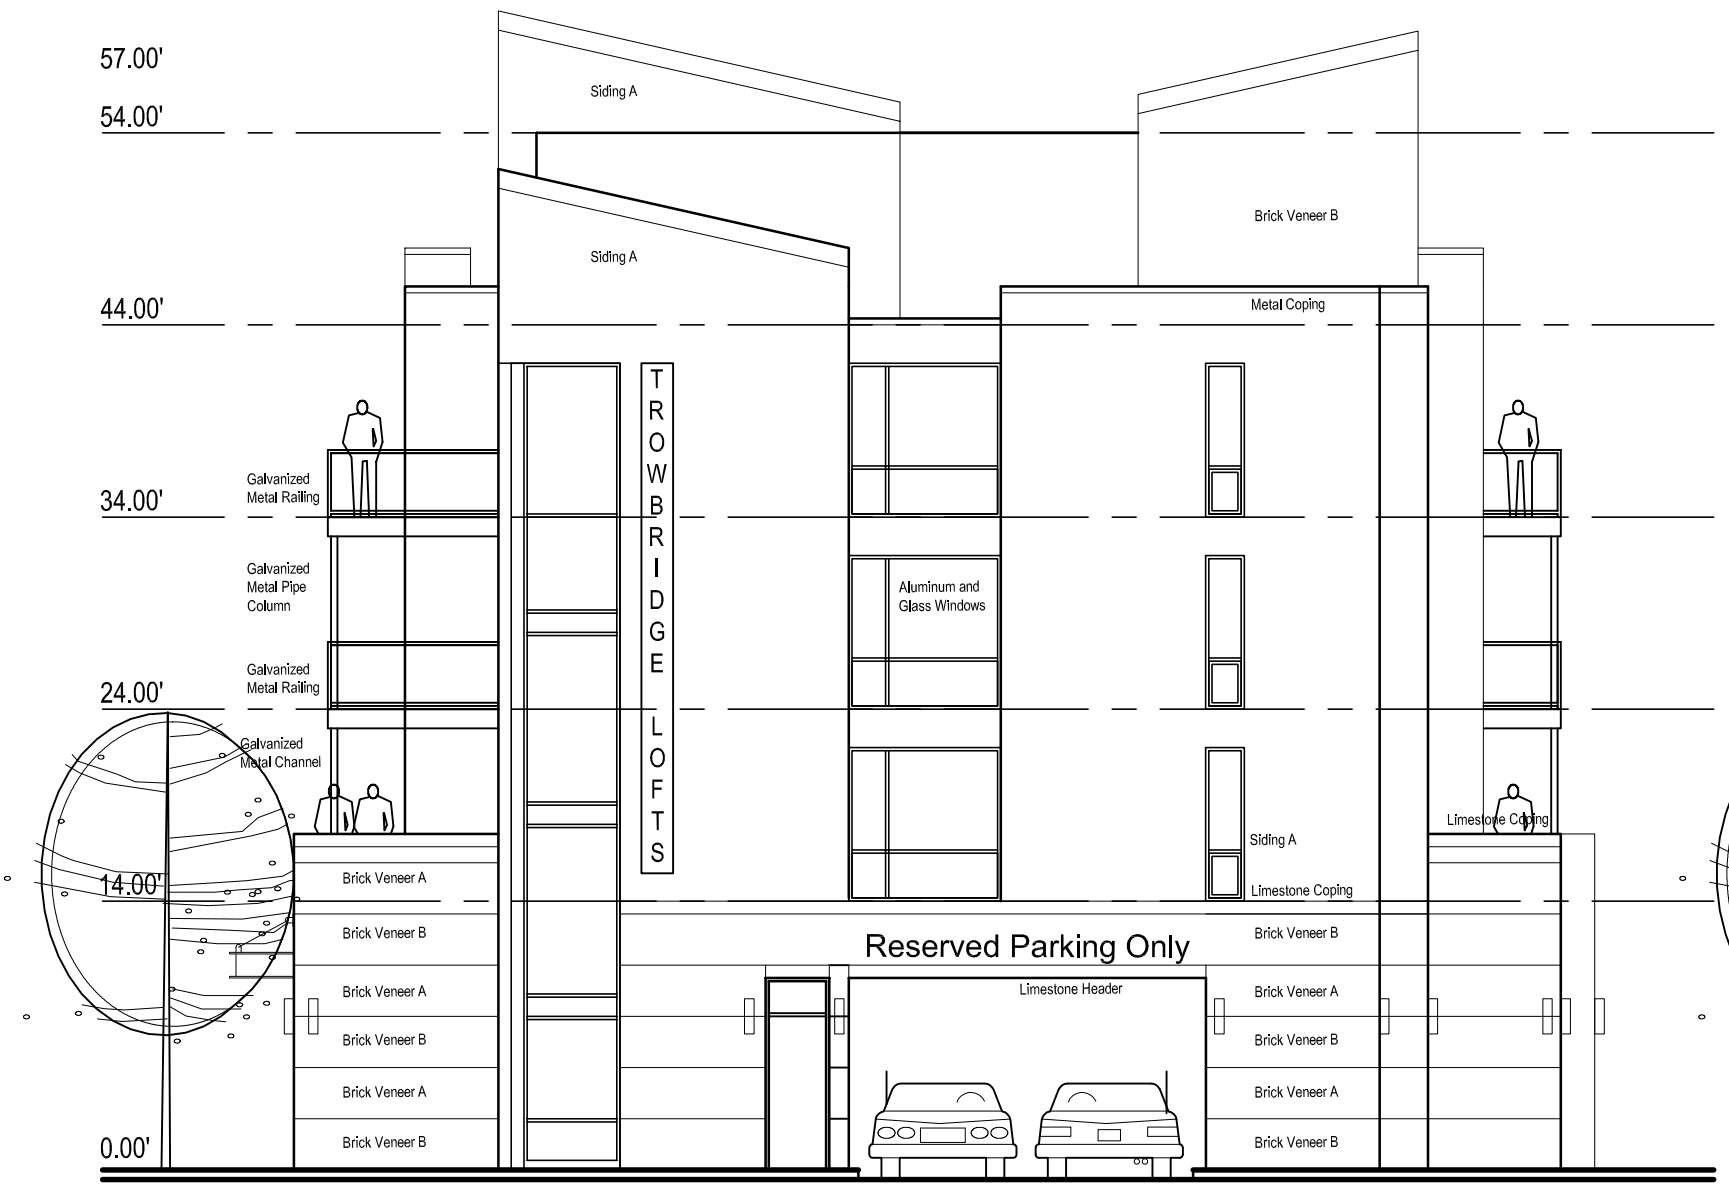 57.00'
Siding A
54.00'
Brick Veneer B
Siding A
Metal Coping
44.00'
TROWBRIDGE LOFTS
Galvanized
Metal Railing
34.00'
Galvanized
Metal Pipe
Column
Aluminum and
Glass Windows
Galvanized
Metal Railing
24.00'
Galvanized
Metal Channel
Limestone Coping
Siding A
14.00'
Brick Veneer A
Limestone Coping
Brick Veneer B
Reserved Parking Only
Brick Veneer B
Brick Veneer A
Limestone Header
Brick Veneer A
Brick Veneer B
Brick Veneer B
Brick Veneer A
Brick Veneer A
0.00'
Brick Veneer B
Brick Veneer B